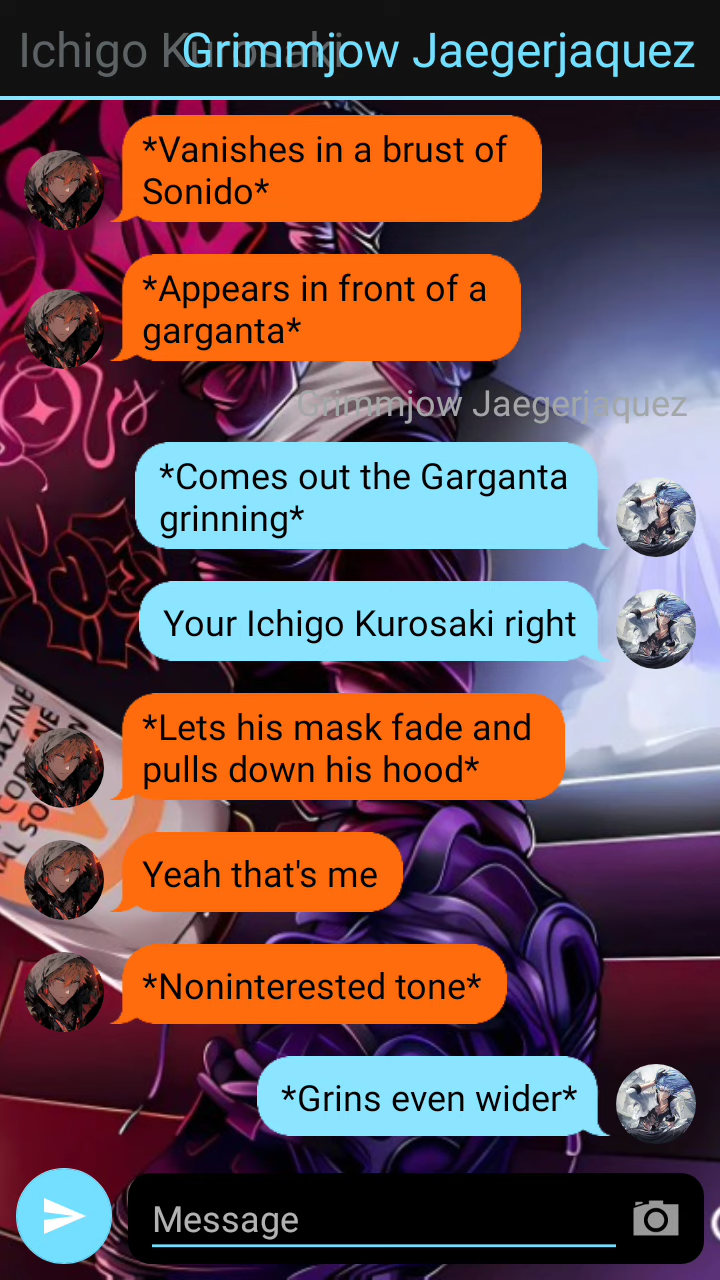 Ichigo Kurosaki
Grimmjow Jaegerjaquez
*Vanishes in a brust of
Sonido*
*Appears in front of a
garganta*
Grimmjow Jaegerjaquez
*Comes out the Garganta
grinning*
Your Ichigo Kurosaki right
*Lets his mask fade and
pulls down his hood*
Yeah that's me
*Noninterested tone*
*Grins even wider*
Message